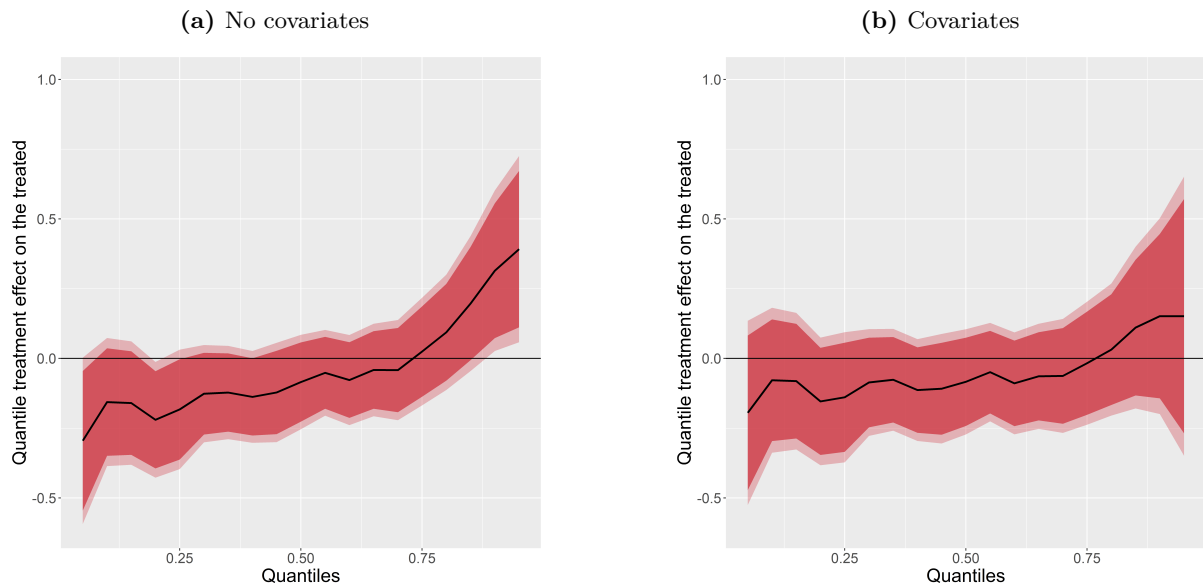 (a) No covariates
1.0
0.5
0.0
-0.5
0.25
0.50
0.75
Quantiles
Quantile treatment effect on the treated
(b) Covariates
1.0
0.5
0.0
-0.5
0.25
0.50
0.75
Quantiles
Quantile treatment effect on the treated